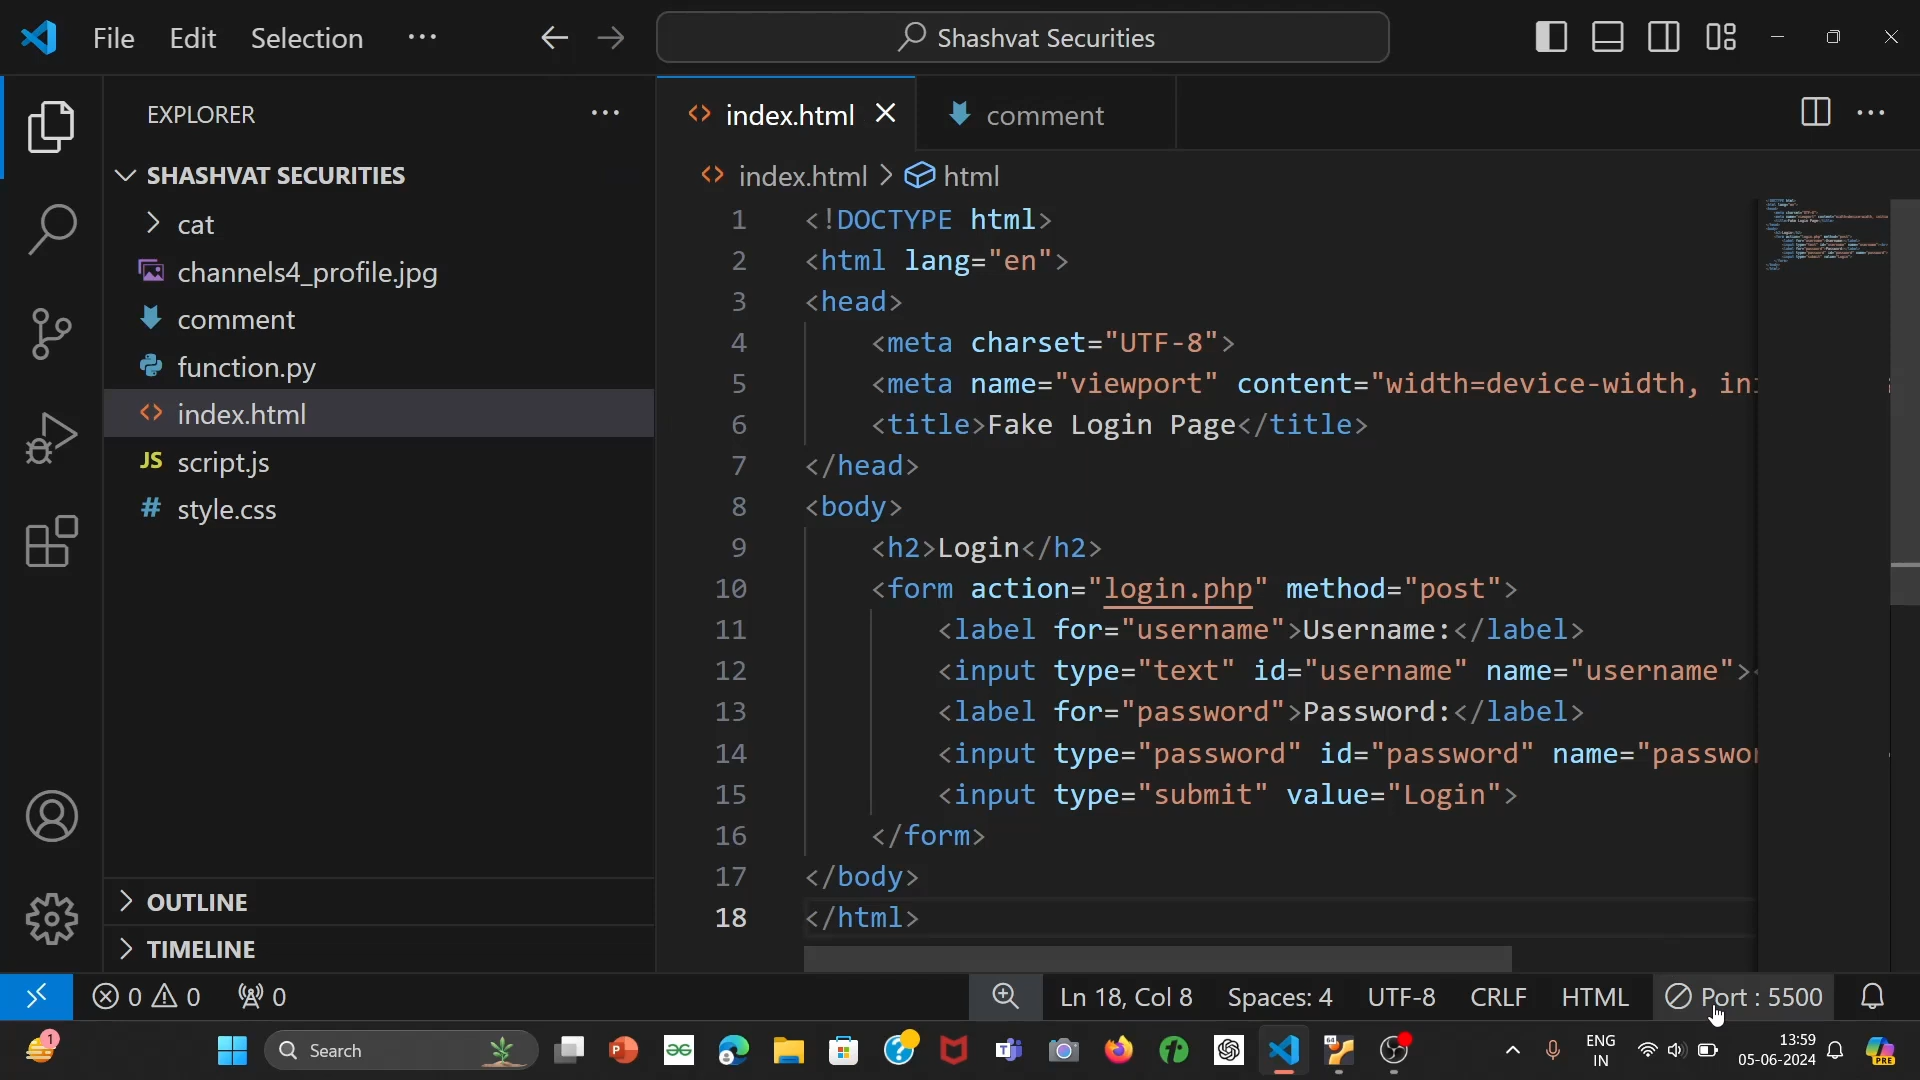 File Edit Selection ···
Shashvat Securities
EXPLORER
SHASHVAT SECURITIES
cat
channels4_profile.jpg
comment
function.py
index.html
JS script.js
# style.css
OUTLINE
TIMELINE
index.html
comment
index.html > html
1 <!DOCTYPE html>
2 <html lang="en">
3 <head>
4 <meta charset="UTF-8">
5 <meta name="viewport" content="width=device-width, in
6 <title>Fake Login Page</title>
7 </head>
8 <body>
9 <h2>Login</h2>
10 <form action="login.php" method="post">
11 <label for="username">Username:</label>
12 <input type="text" id="username" name="username">
13 <label for="password">Password:</label>
14 <input type="password" id="password" name="passwo
15 <input type="submit" value="Login">
16 </form>
17 </body>
18 </html>
0 0 0
Ln 18, Col 8 Spaces: 4 UTF-8 CRLF HTML Port : 5500
1
Search
ENG
IN
13:59
05-06-2024
PRE